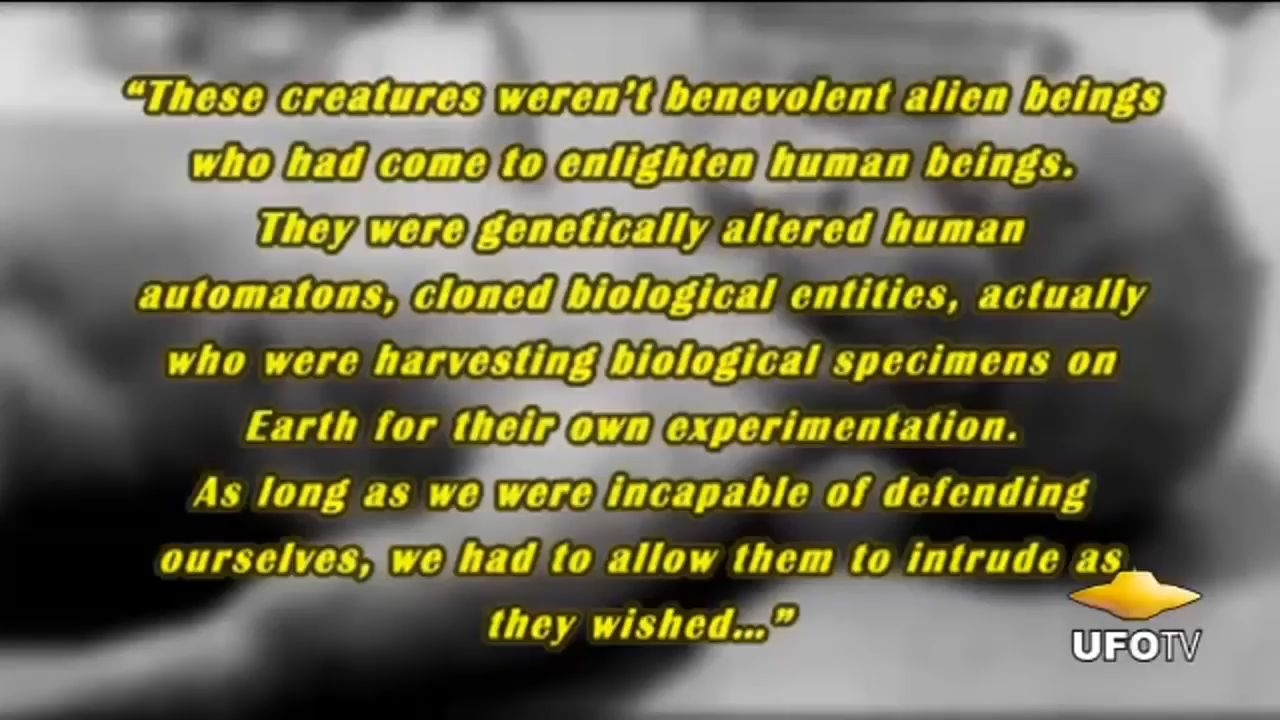 “These creatures weren’t benevolent alien beings
who had come to enlighten human beings.
They were genetically altered human
automatons, cloned biological entities, actually
who were harvesting biological specimens on
Earth for their own experimentation.
As long as we were incapable of defending
ourselves, we had to allow them to intrude as
they wished...”
UFOTV